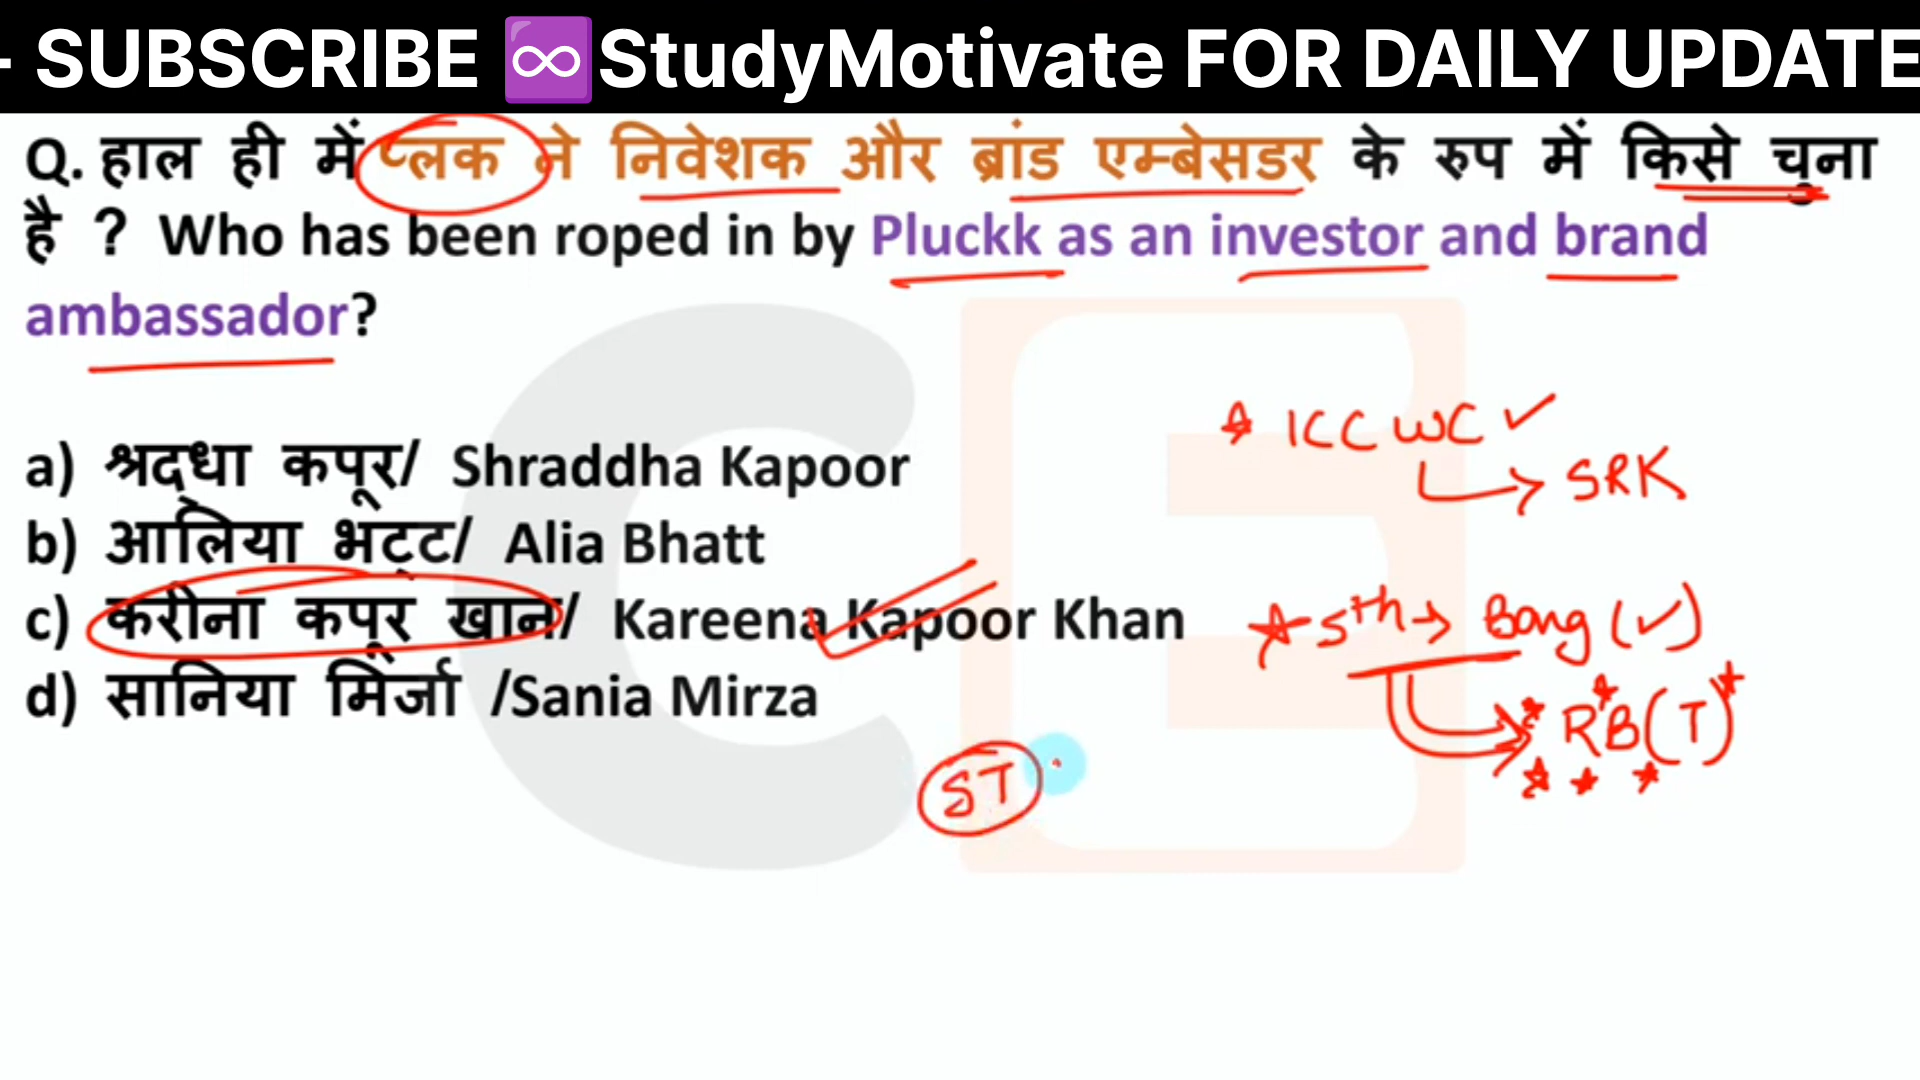 - SUBSCRIBE ♾️StudyMotivate FOR DAILY UPDATE
Q. हाल ही में प्लक ने निवेशक और ब्रांड एम्बेसडर के रुप में किसे चुना
है ? Who has been roped in by Pluckk as an investor and brand
ambassador?
a) श्रद्धा कपूर/ Shraddha Kapoor
b) आलिया भट्ट/ Alia Bhatt
c) करीना कपूर खान/ Kareena Kapoor Khan
d) सानिया मिर्जा /Sania Mirza
ICC WC ✓
→ SRK
5th → Bang (✓)
RB(T)
ST
CE